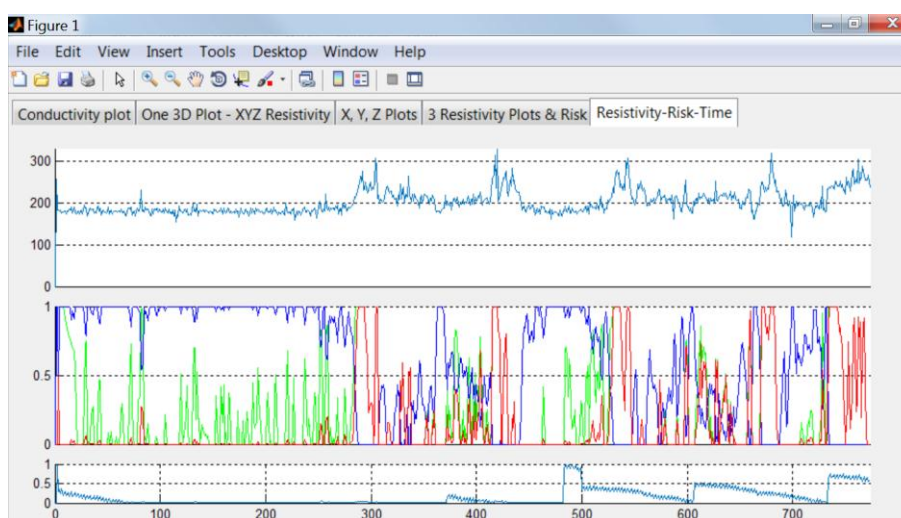 Figure 1
File Edit View Insert Tools Desktop Window Help
Conductivity plot One 3D Plot - XYZ Resistivity X, Y, Z Plots 3 Resistivity Plots & Risk Resistivity-Risk-Time
300
200
100
0
1
0.5
0
1
0.5
0
0 100 200 300 400 500 600 700